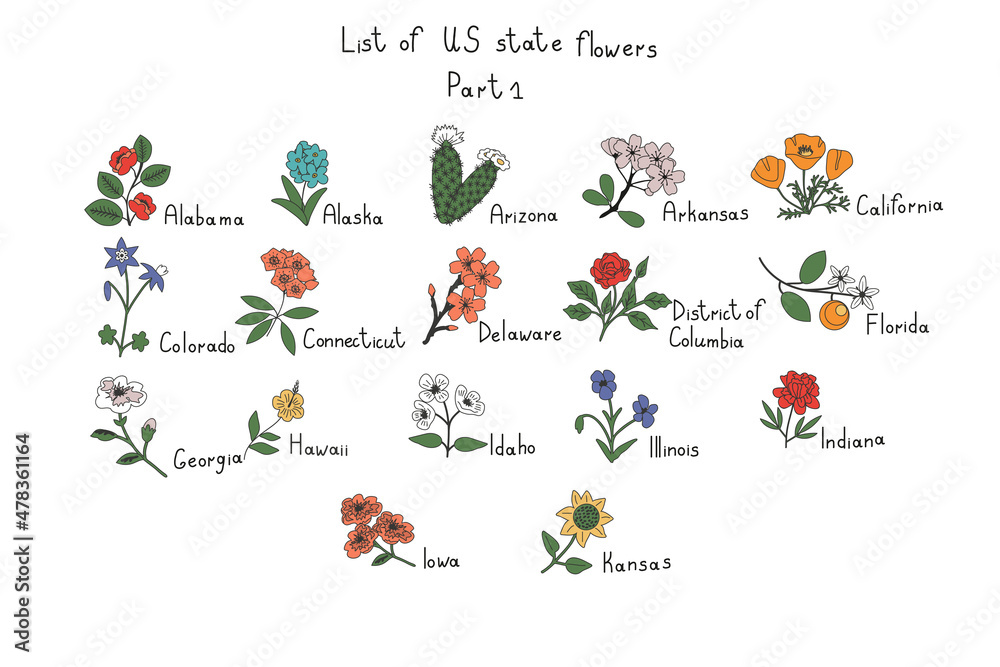 List of US state flowers
Part 1
Alabama
Alaska
Arizona
Arkansas
California
Colorado
Connecticut
Delaware
District of
Columbia
Florida
Georgia
Hawaii
Idaho
Illinois
Indiana
Iowa
Kansas
Adobe Stock | #478361164